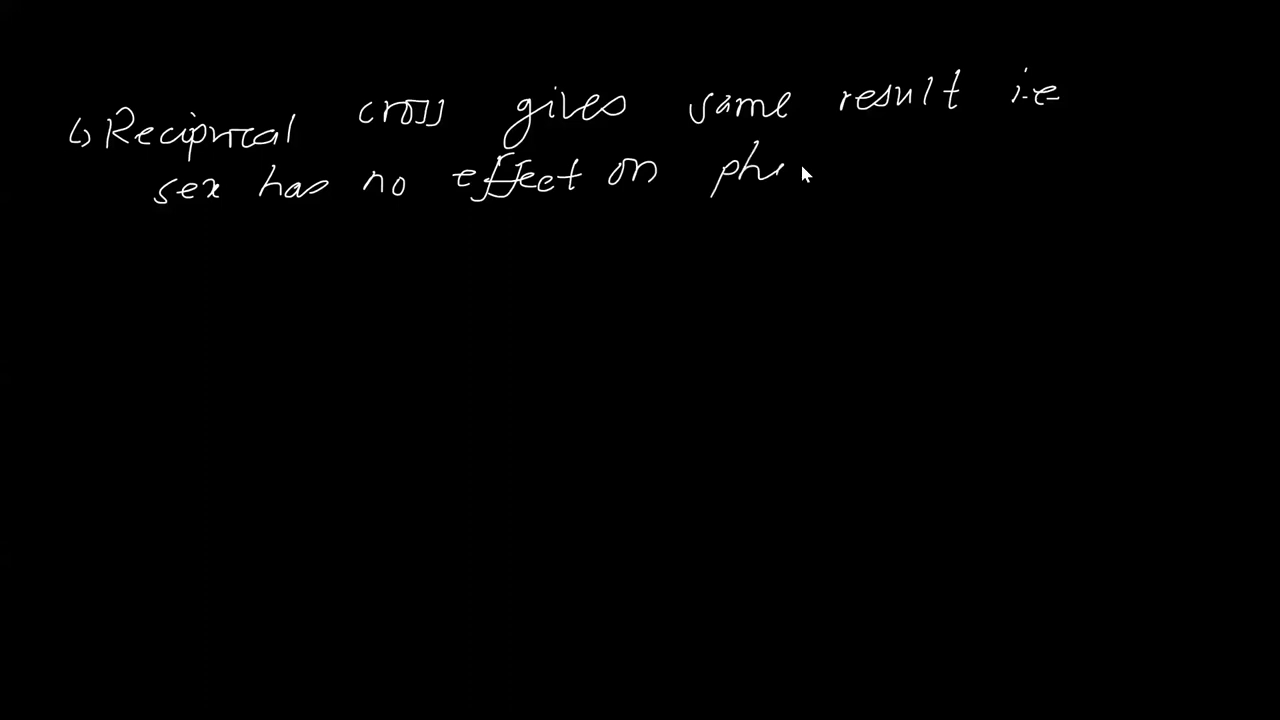 ↳ Reciprocal cross gives same result i.e
sex has no effect on phe